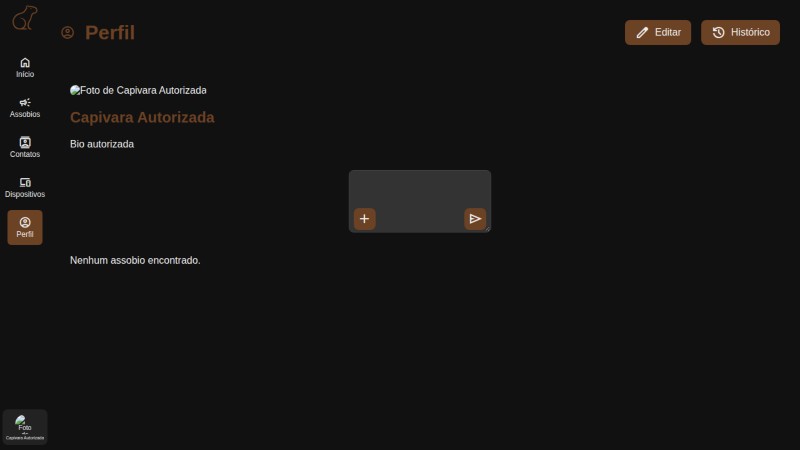 Perfil
Editar
Histórico
Início
Assobios
Contatos
Dispositivos
Perfil
Foto de Capivara Autorizada
Capivara Autorizada
Bio autorizada
Nenhum assobio encontrado.
Foto
de
Capivara Autorizada